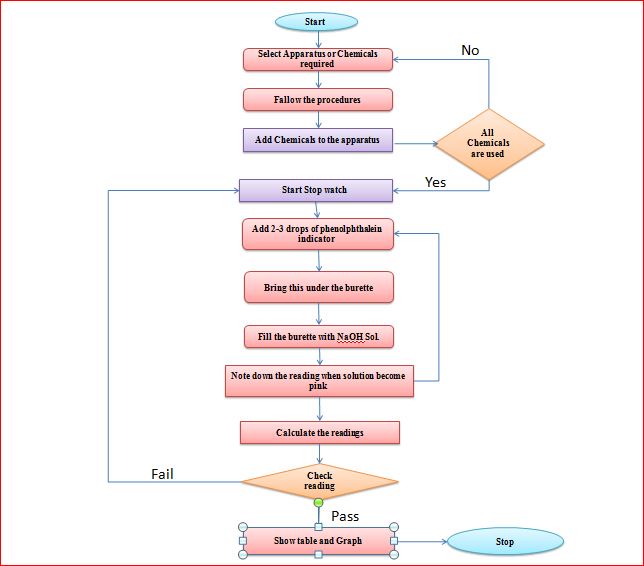 Start
Select Apparatus or Chemicals
required
No
Fallow the procedures
Add Chemicals to the apparatus
All
Chemicals
are used
Yes
Start Stop watch
Add 2-3 drops of phenolphthalein
indicator
Bring this under the burette
Fill the burette with NaOH Sol.
Note down the reading when solution become
pink
Calculate the readings
Check
reading
Fail
Pass
Show table and Graph
Stop